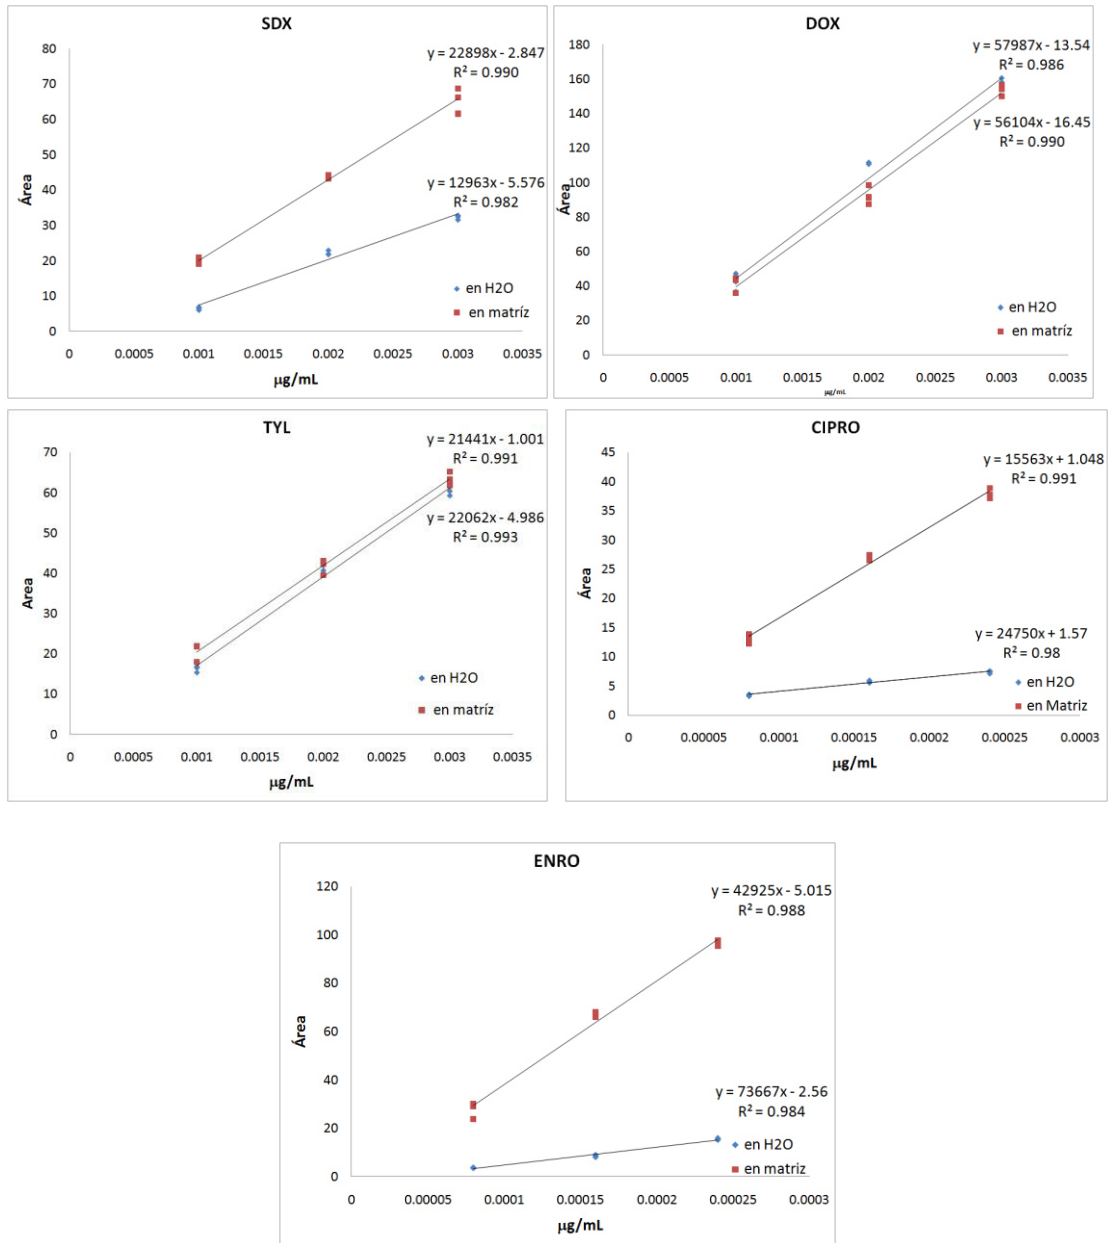 SDX
y = 22898x - 2.847
R² = 0.990
y = 12963x - 5.576
R² = 0.982
80
70
60
50
40
30
20
10
0
Área
en H2O
en matríz
0 0.0005 0.001 0.0015 0.002 0.0025 0.003 0.0035
µg/mL
DOX
y = 57987x - 13.54
R² = 0.986
y = 56104x - 16.45
R² = 0.990
180
160
140
120
100
80
60
40
20
0
Área
en H2O
en matríz
0 0.0005 0.001 0.0015 0.002 0.0025 0.003 0.0035
µg/mL
TYL
y = 21441x - 1.001
R² = 0.991
y = 22062x - 4.986
R² = 0.993
70
60
50
40
30
20
10
0
Area
en H2O
en matríz
0 0.0005 0.001 0.0015 0.002 0.0025 0.003 0.0035
µg/mL
CIPRO
y = 15563x + 1.048
R² = 0.991
y = 24750x + 1.57
R² = 0.98
45
40
35
30
25
20
15
10
5
0
Área
en H2O
en Matriz
0 0.00005 0.0001 0.00015 0.0002 0.00025 0.0003
µg/mL
ENRO
y = 42925x - 5.015
R² = 0.988
y = 73667x - 2.56
R² = 0.984
120
100
80
60
40
20
0
Área
en H2O
en matriz
0 0.00005 0.0001 0.00015 0.0002 0.00025 0.0003
µg/mL